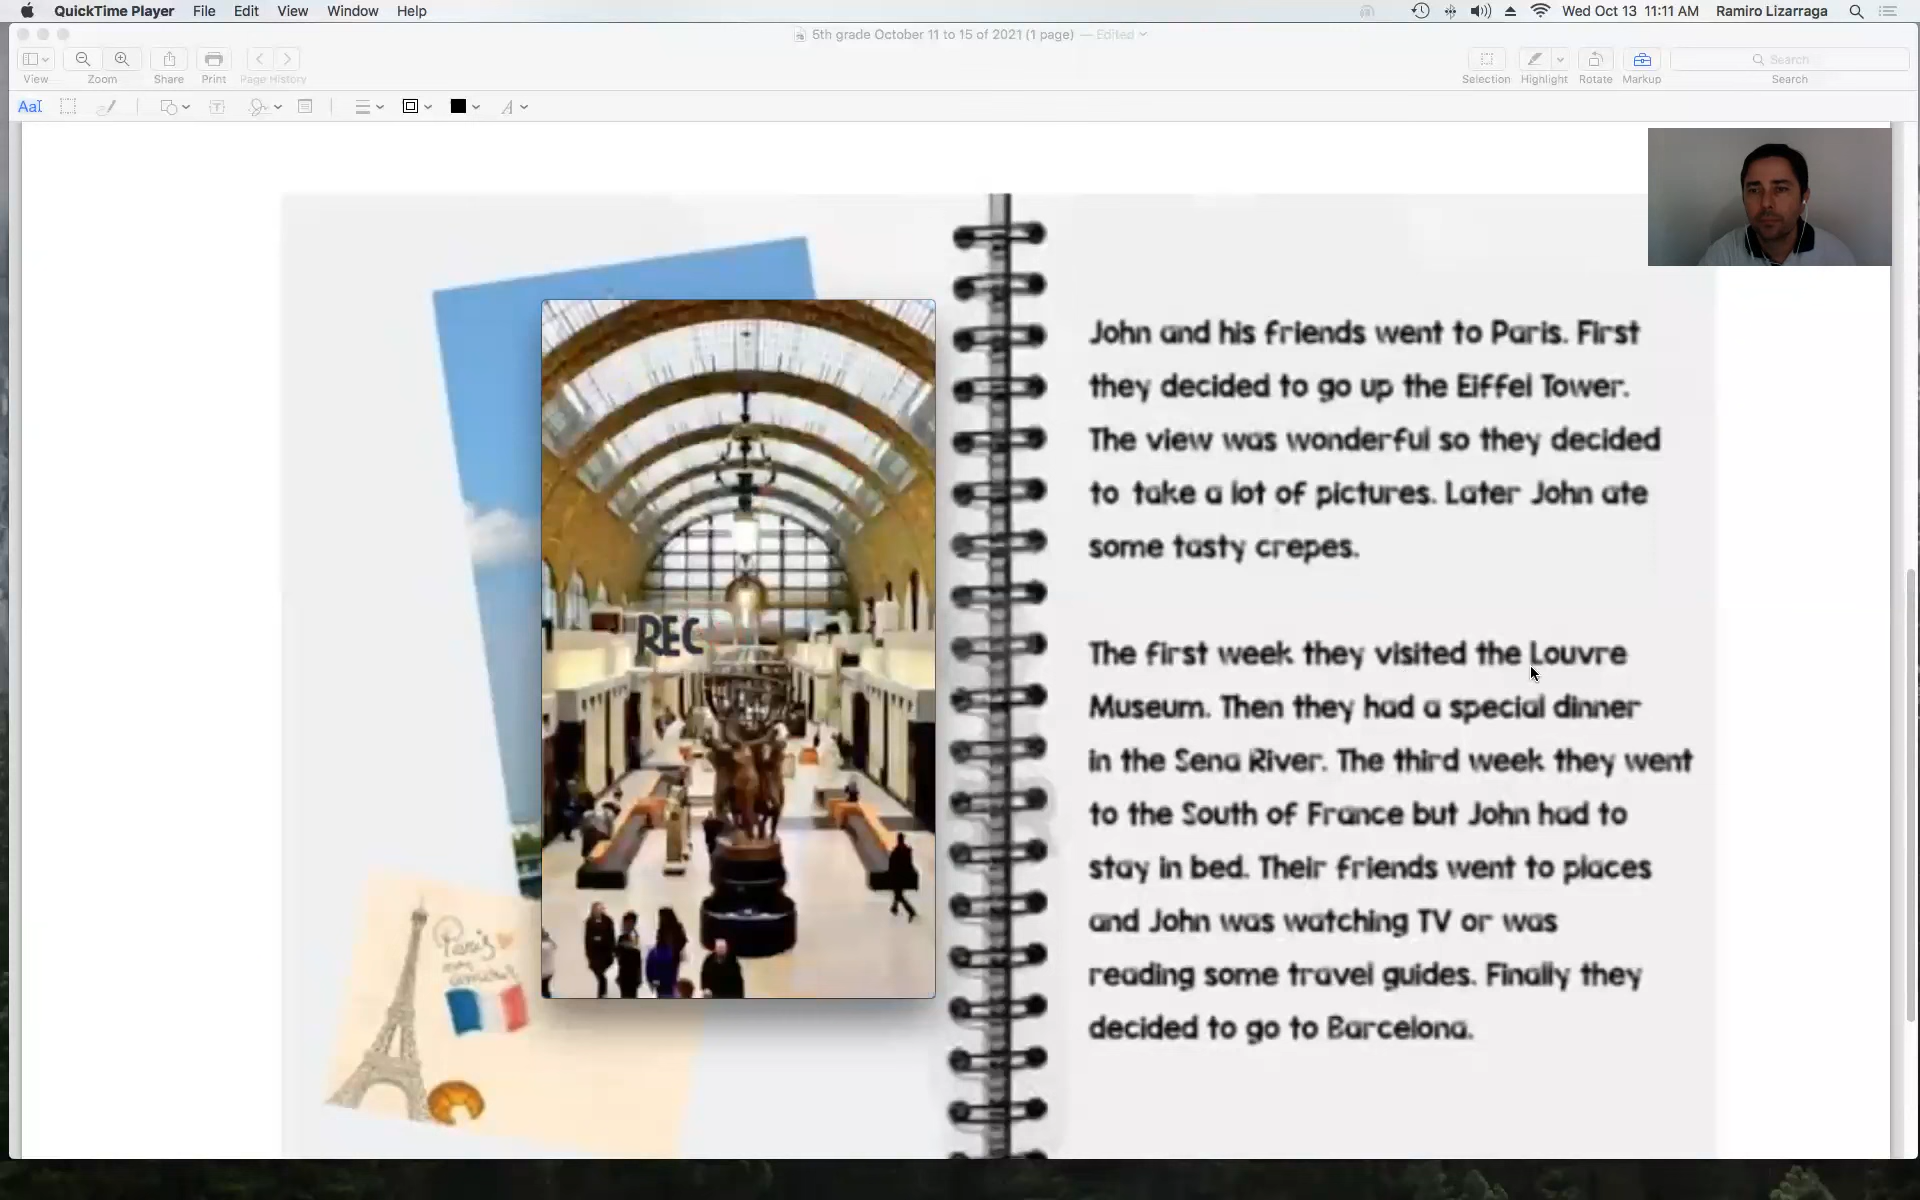 QuickTime Player File Edit View Window Help Wed Oct 13 11:11 AM Ramiro Lizarraga
5th grade October 11 to 15 of 2021 (1 page) — Edited
View Zoom Share Print Page History Selection Highlight Rotate Markup Search Search
AaI A
John and his friends went to Paris. First
they decided to go up the Eiffel Tower.
The view was wonderful so they decided
to take a lot of pictures. Later John ate
some tasty crepes.
The first week they visited the Louvre
Museum. Then they had a special dinner
in the Sena River. The third week they went
to the South of France but John had to
stay in bed. Their friends went to places
and John was watching TV or was
reading some travel guides. Finally they
decided to go to Barcelona.
REC
Paris
mon
amour